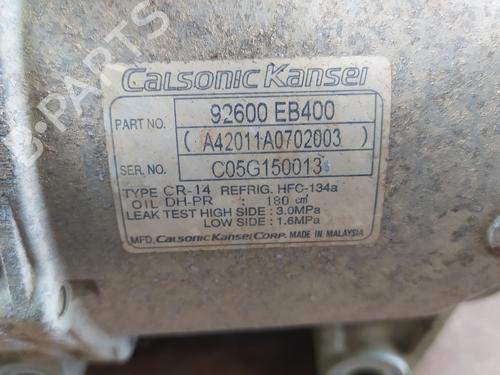 B-PARTS
Calsonic Kansei
PART NO. 92600 EB400
( A42011A0702003 )
SER. NO. C05G150013
TYPE CR-14 REFRIG. HFC-134a
OIL DH-PR : 180 cm³
LEAK TEST HIGH SIDE : 3.0MPa
LOW SIDE : 1.6MPa
MFD. Calsonic Kansei Corp. MADE IN MALAYSIA